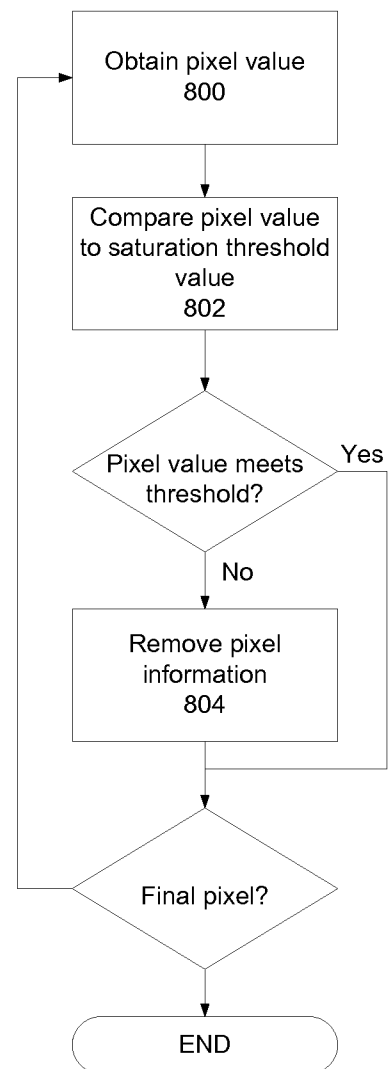 Obtain pixel value
800
Compare pixel value
to saturation threshold
value
802
Pixel value meets
threshold?
Yes
No
Remove pixel
information
804
Final pixel?
END